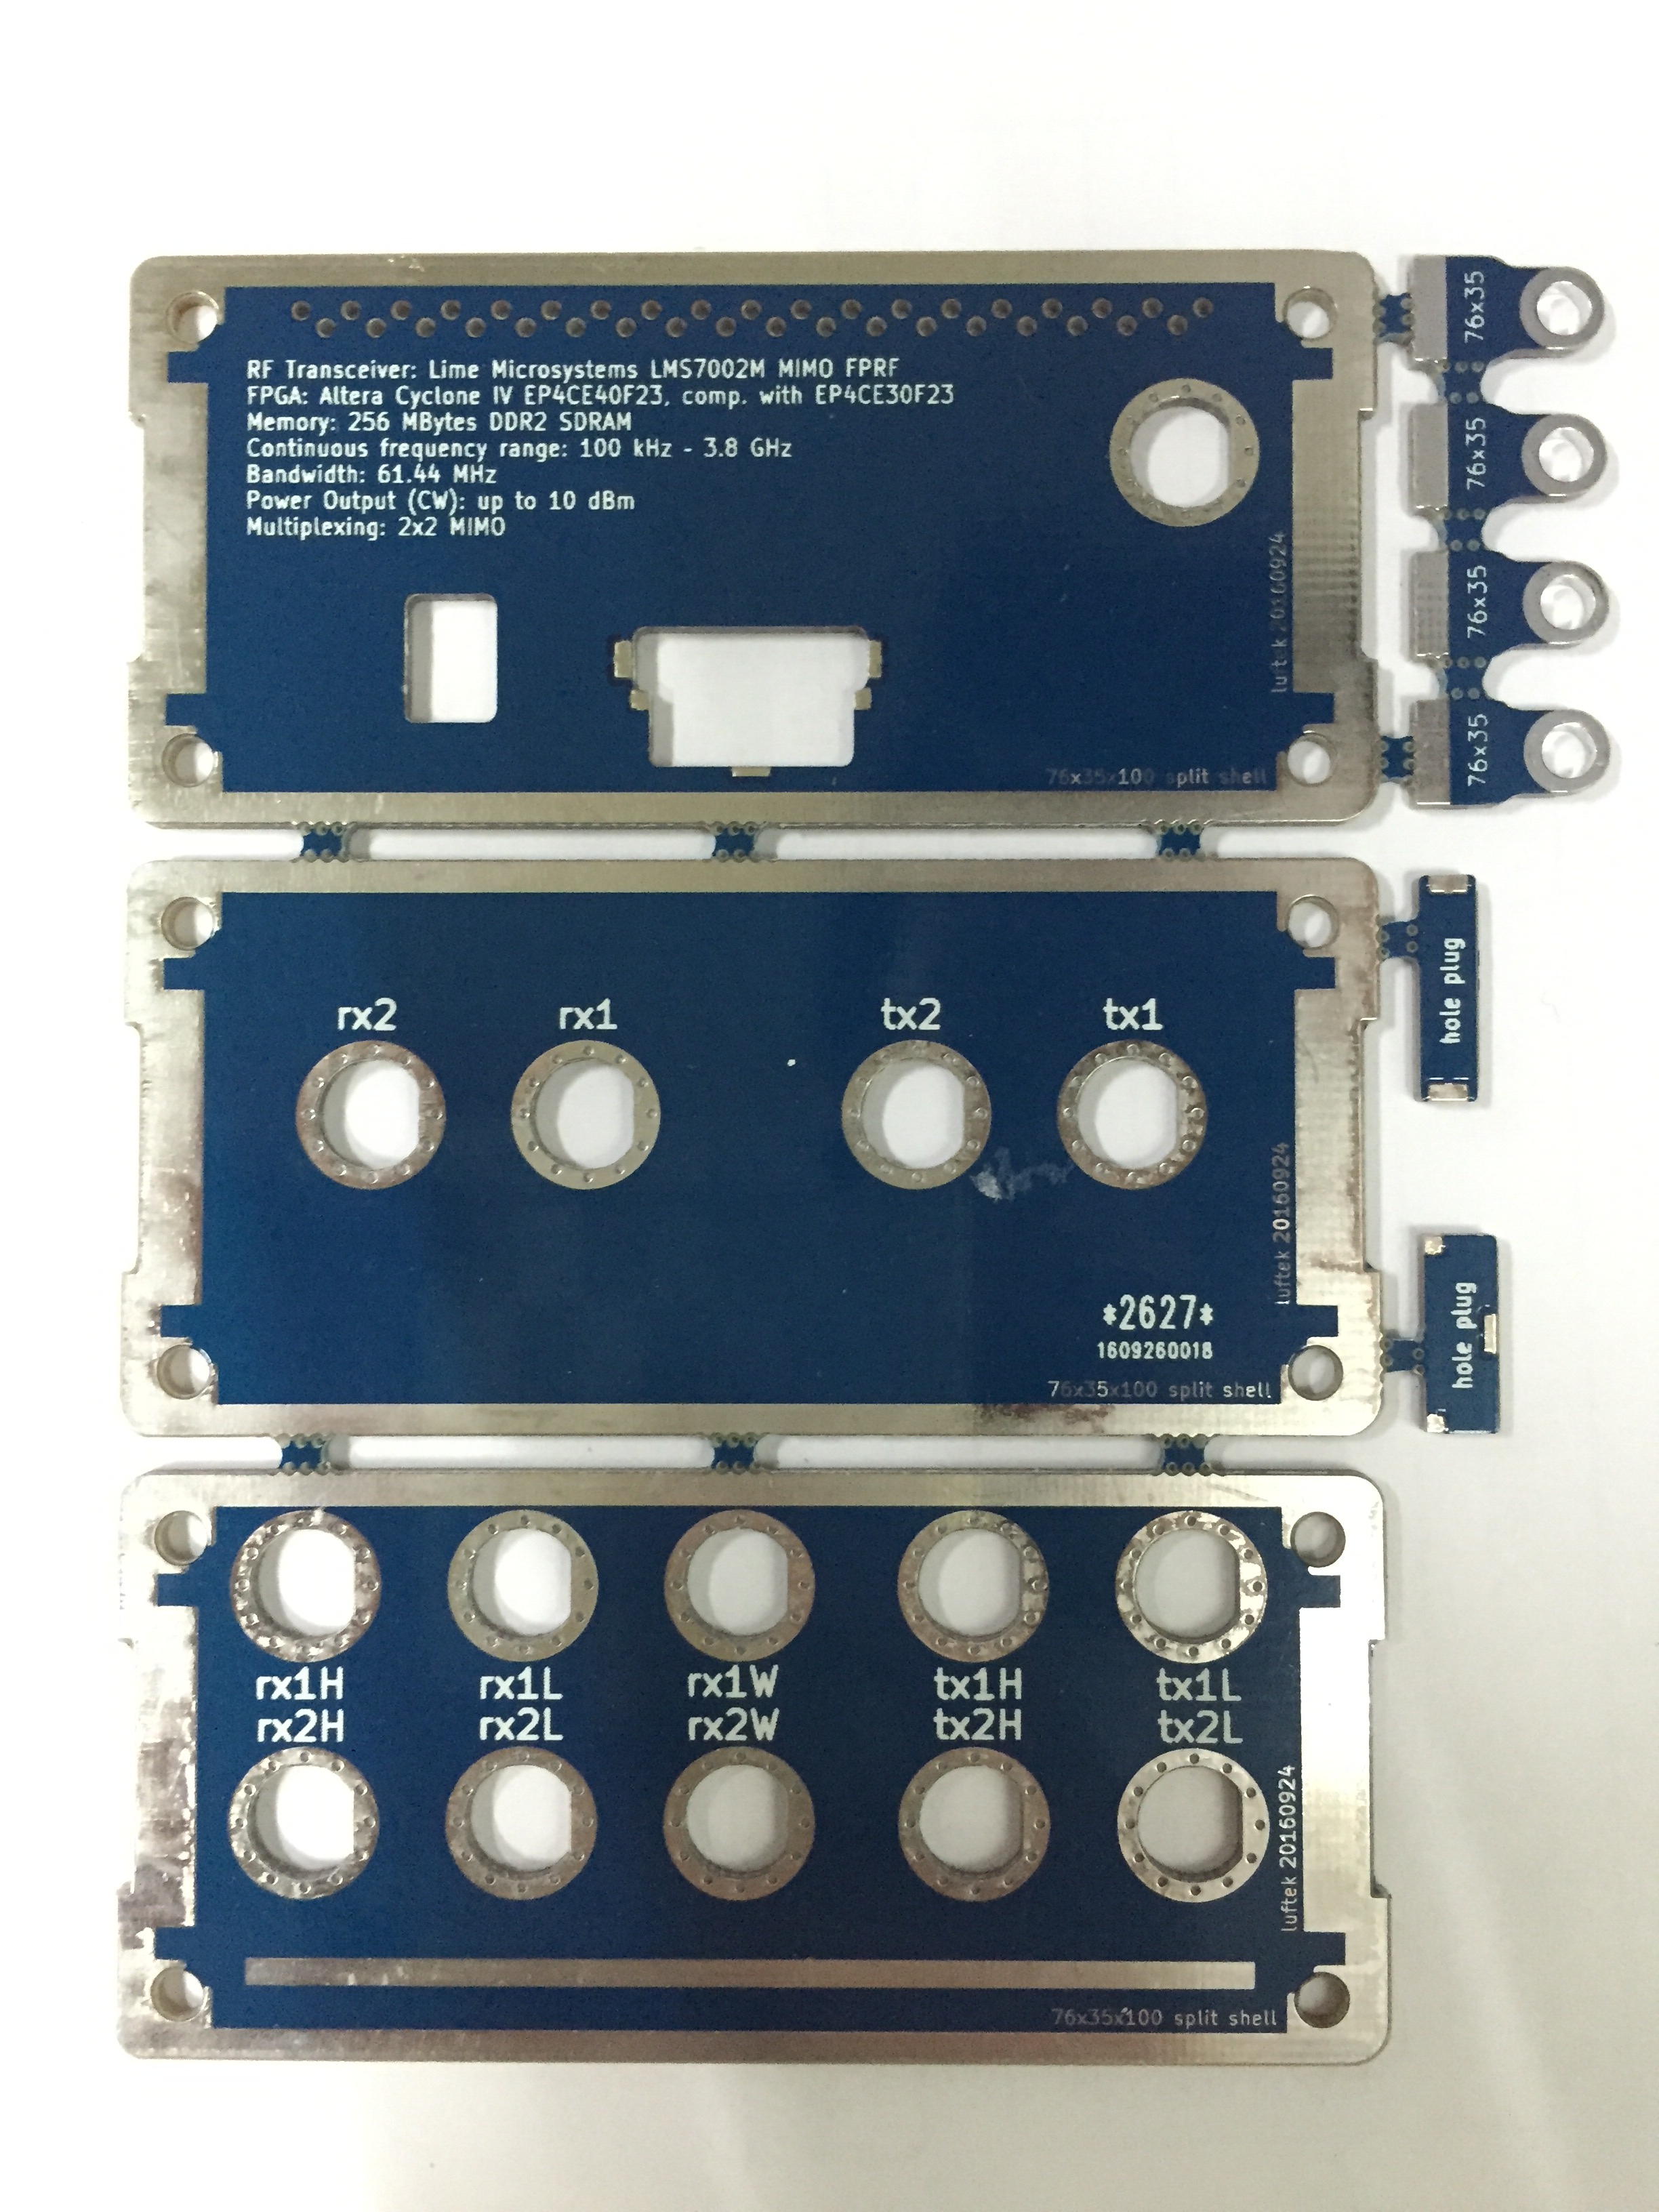 RF Transceiver: Lime Microsystems LMS7002M MIMO FPRF
FPGA: Altera Cyclone IV EP4CE40F23, comp. with EP4CE30F23
Memory: 256 MBytes DDR2 SDRAM
Continuous frequency range: 100 kHz - 3.8 GHz
Bandwidth: 61.44 MHz
Power Output (CW): up to 10 dBm
Multiplexing: 2x2 MIMO
luftek 20160924
76x35x100 split shell
76x35
76x35
76x35
76x35
rx2 rx1 tx2 tx1
*2627*
1609260018
luftek 20160924
76x35x100 split shell
hole plug
hole plug
rx1H rx1L rx1W tx1H tx1L
rx2H rx2L rx2W tx2H tx2L
luftek 20160924
76x35x100 split shell